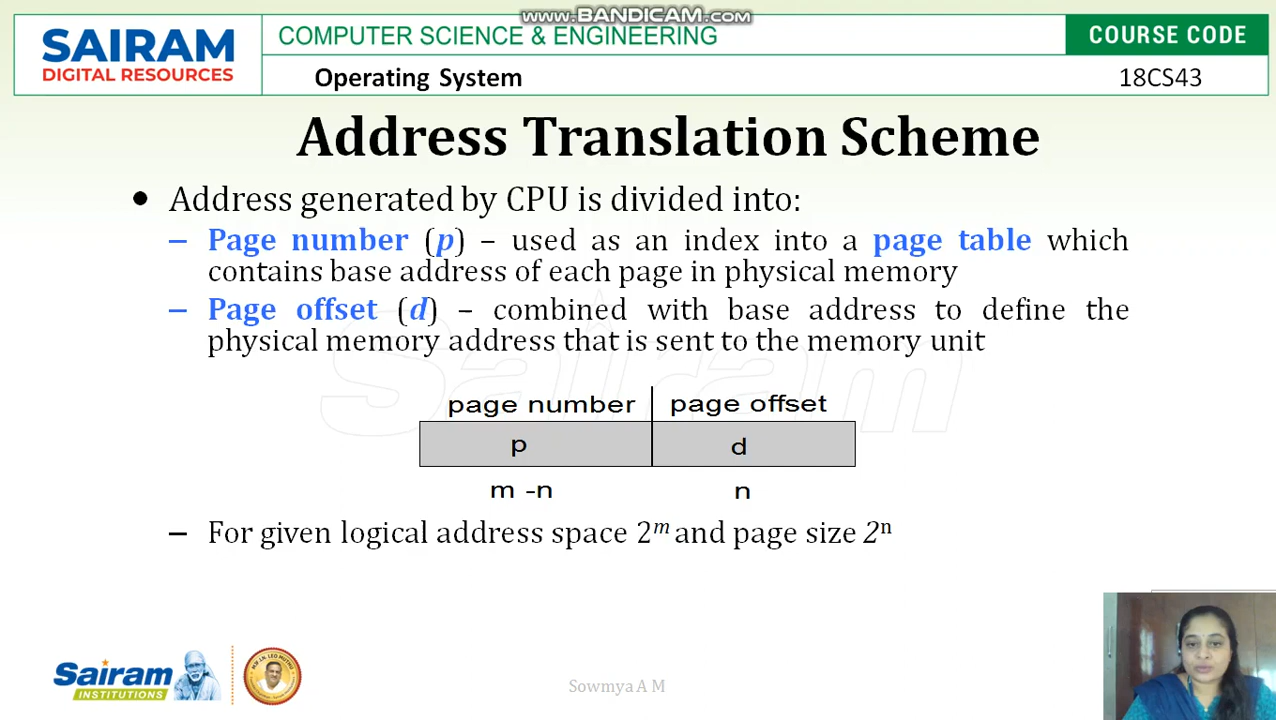 www.BANDICAM.com
SAIRAM
DIGITAL RESOURCES
COMPUTER SCIENCE & ENGINEERING
COURSE CODE
Operating System
18CS43
Address Translation Scheme
• Address generated by CPU is divided into:
– Page number (p) – used as an index into a page table which
contains base address of each page in physical memory
– Page offset (d) – combined with base address to define the
physical memory address that is sent to the memory unit
Sairam
page number page offset
p d
m -n n
– For given logical address space 2^m and page size 2^n
Sairam
INSTITUTIONS
Sowmya A M